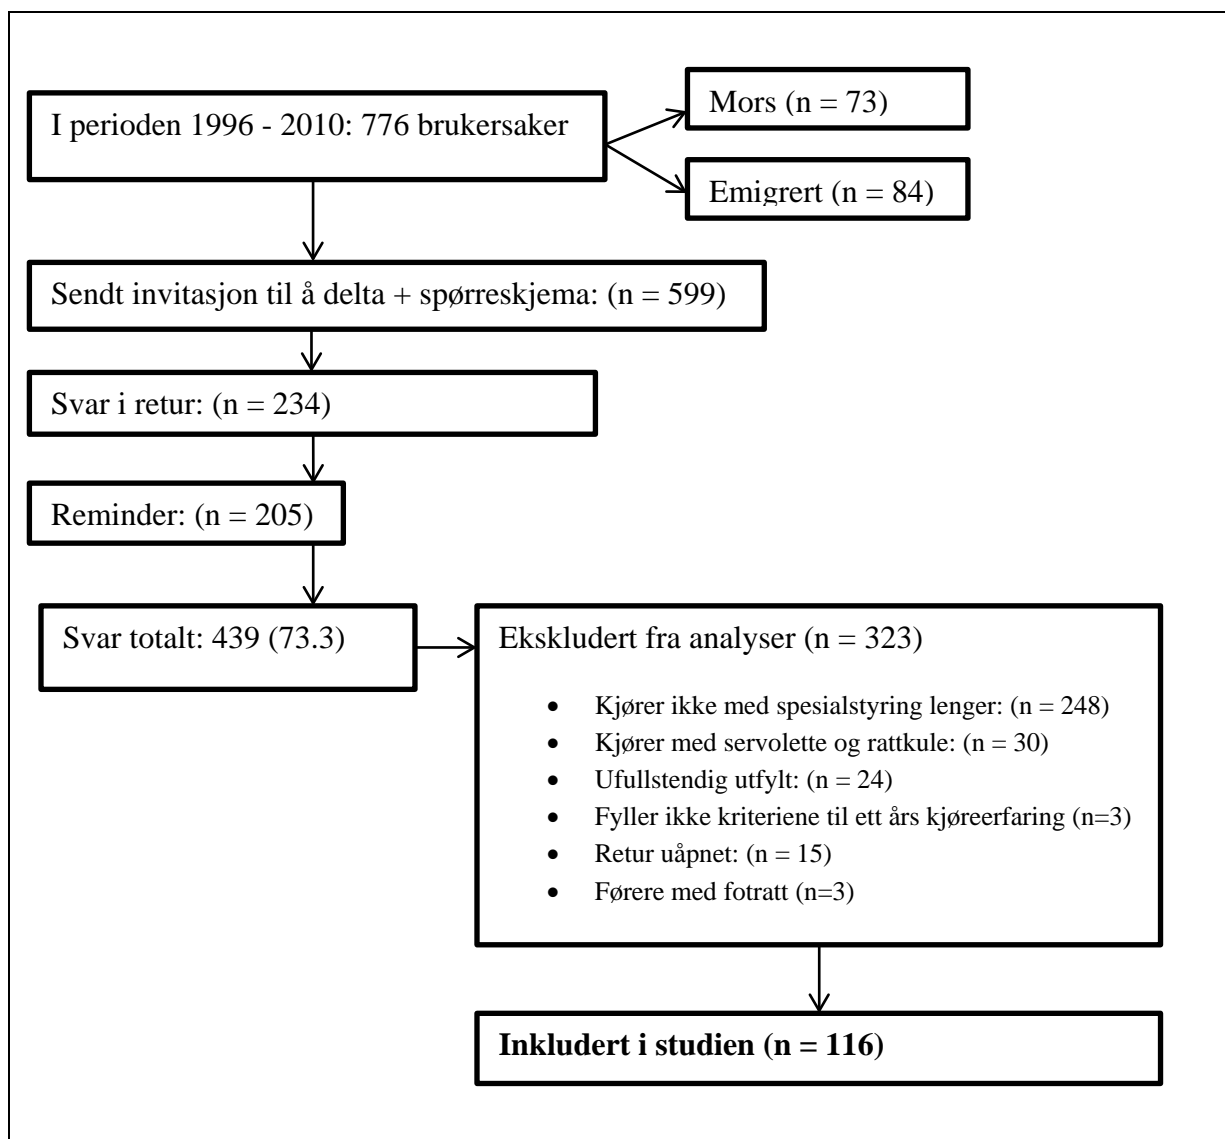 I perioden 1996 - 2010: 776 brukersaker
Mors (n = 73)
Emigrert (n = 84)
Sendt invitasjon til å delta + spørreskjema: (n = 599)
Svar i retur: (n = 234)
Reminder: (n = 205)
Svar totalt: 439 (73.3)
Ekskludert fra analyser (n = 323)
• Kjører ikke med spesialstyring lenger: (n = 248)
• Kjører med servolette og rattkule: (n = 30)
• Ufullstendig utfylt: (n = 24)
• Fyller ikke kriteriene til ett års kjøreerfaring (n=3)
• Retur uåpnet: (n = 15)
• Førere med fotratt (n=3)
Inkludert i studien (n = 116)